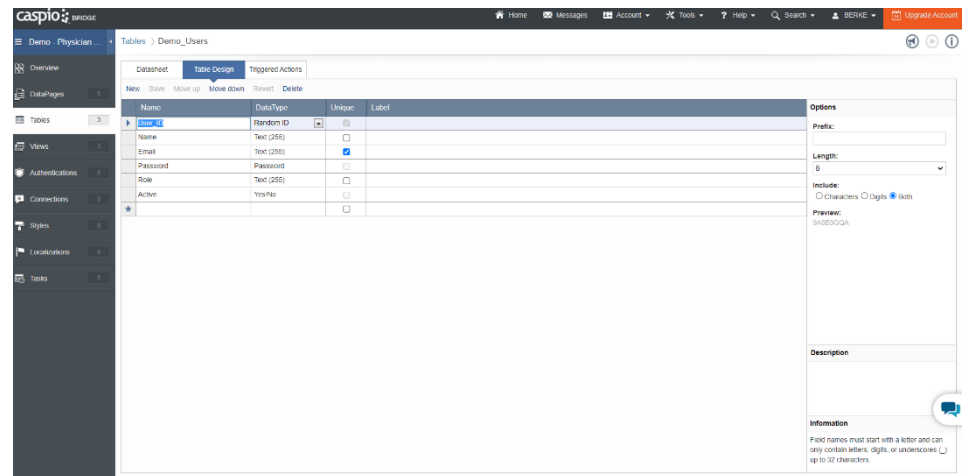 caspio BRIDGE
Home Messages Account Tools ? Help Search BERKE Upgrade Account
Demo - Physician ...
Tables > Demo_Users
Overview
DataPages
Tables 3
Views
Authentications
Connections
Styles
Localizations
Tasks
Datasheet Table Design Triggered Actions
New Save Move up Move down Revert Delete
Name DataType Unique Label
User_ID Random ID
Name Text (255)
Email Text (255)
Password Password
Role Text (255)
Active Yes/No
Options
Prefix:
Length:
8
Include:
Characters Digits Both
Preview:
Description
Information
Field names must start with a letter and can
only contain letters, digits, or underscores (_)
up to 32 characters.